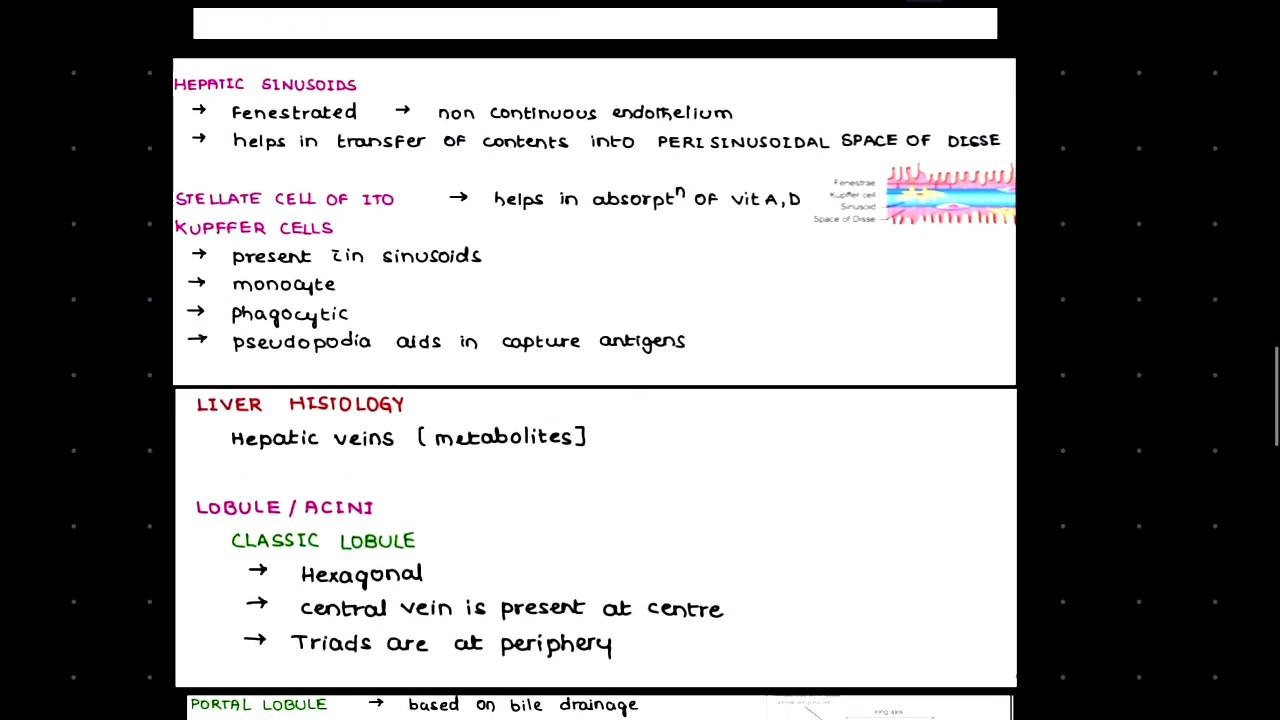 HEPATIC SINUSOIDS
→ fenestrated → non continuous endothelium
→ helps in transfer of contents into PERISINUSOIDAL SPACE OF DISSE
STELLATE CELL OF ITO → helps in absorptⁿ of vit A, D
Fenestrae
Kupffer cell
Sinusoid
Space of Disse
KUPFFER CELLS
→ present in sinusoids
→ monocyte
→ phagocytic
→ pseudopodia aids in capture antigens
LIVER HISTOLOGY
Hepatic veins [metabolites]
LOBULE / ACINI
CLASSIC LOBULE
→ Hexagonal
→ central vein is present at centre
→ Triads are at periphery
PORTAL LOBULE → based on bile drainage
long axis